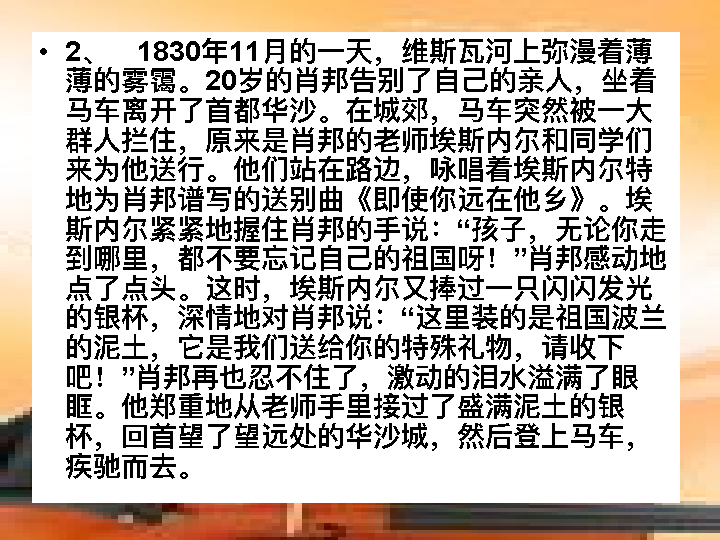 • 2、 1830年11月的一天，维斯瓦河上弥漫着薄
薄的雾霭。20岁的肖邦告别了自己的亲人，坐着
马车离开了首都华沙。在城郊，马车突然被一大
群人拦住，原来是肖邦的老师埃斯内尔和同学们
来为他送行。他们站在路边，咏唱着埃斯内尔特
地为肖邦谱写的送别曲《即使你远在他乡》。埃
斯内尔紧紧地握住肖邦的手说：“孩子，无论你走
到哪里，都不要忘记自己的祖国呀！”肖邦感动地
点了点头。这时，埃斯内尔又捧过一只闪闪发光
的银杯，深情地对肖邦说：“这里装的是祖国波兰
的泥土，它是我们送给你的特殊礼物，请收下
吧！”肖邦再也忍不住了，激动的泪水溢满了眼
眶。他郑重地从老师手里接过了盛满泥土的银
杯，回首望了望远处的华沙城，然后登上马车，
疾驰而去。